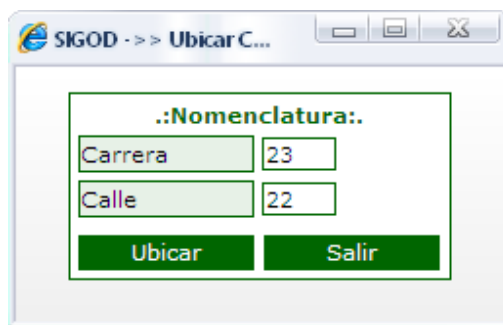 SIGOD - >> Ubicar C...
.:Nomenclatura:.
Carrera 23
Calle 22
Ubicar Salir